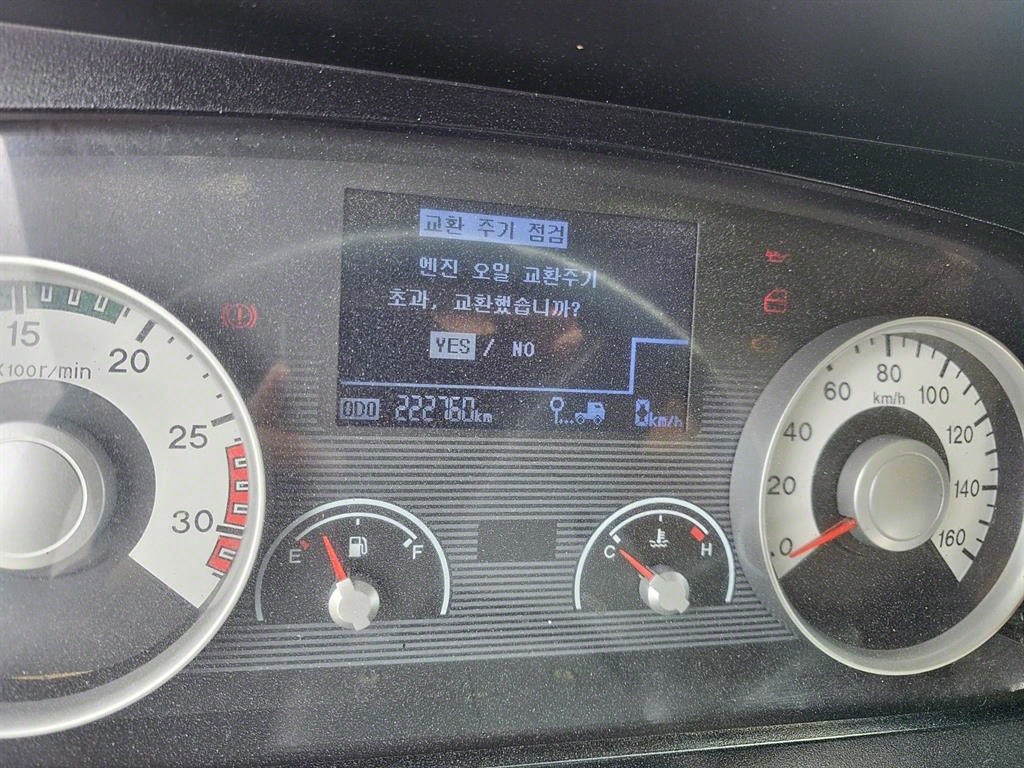 교환 주기 점검
엔진 오일 교환주기
초과, 교환했습니까?
YES / NO
ODO 222760km
km/h
15
20
X100r/min
25
30
E
F
C
H
0
20
40
60
80
100
120
140
160
km/h